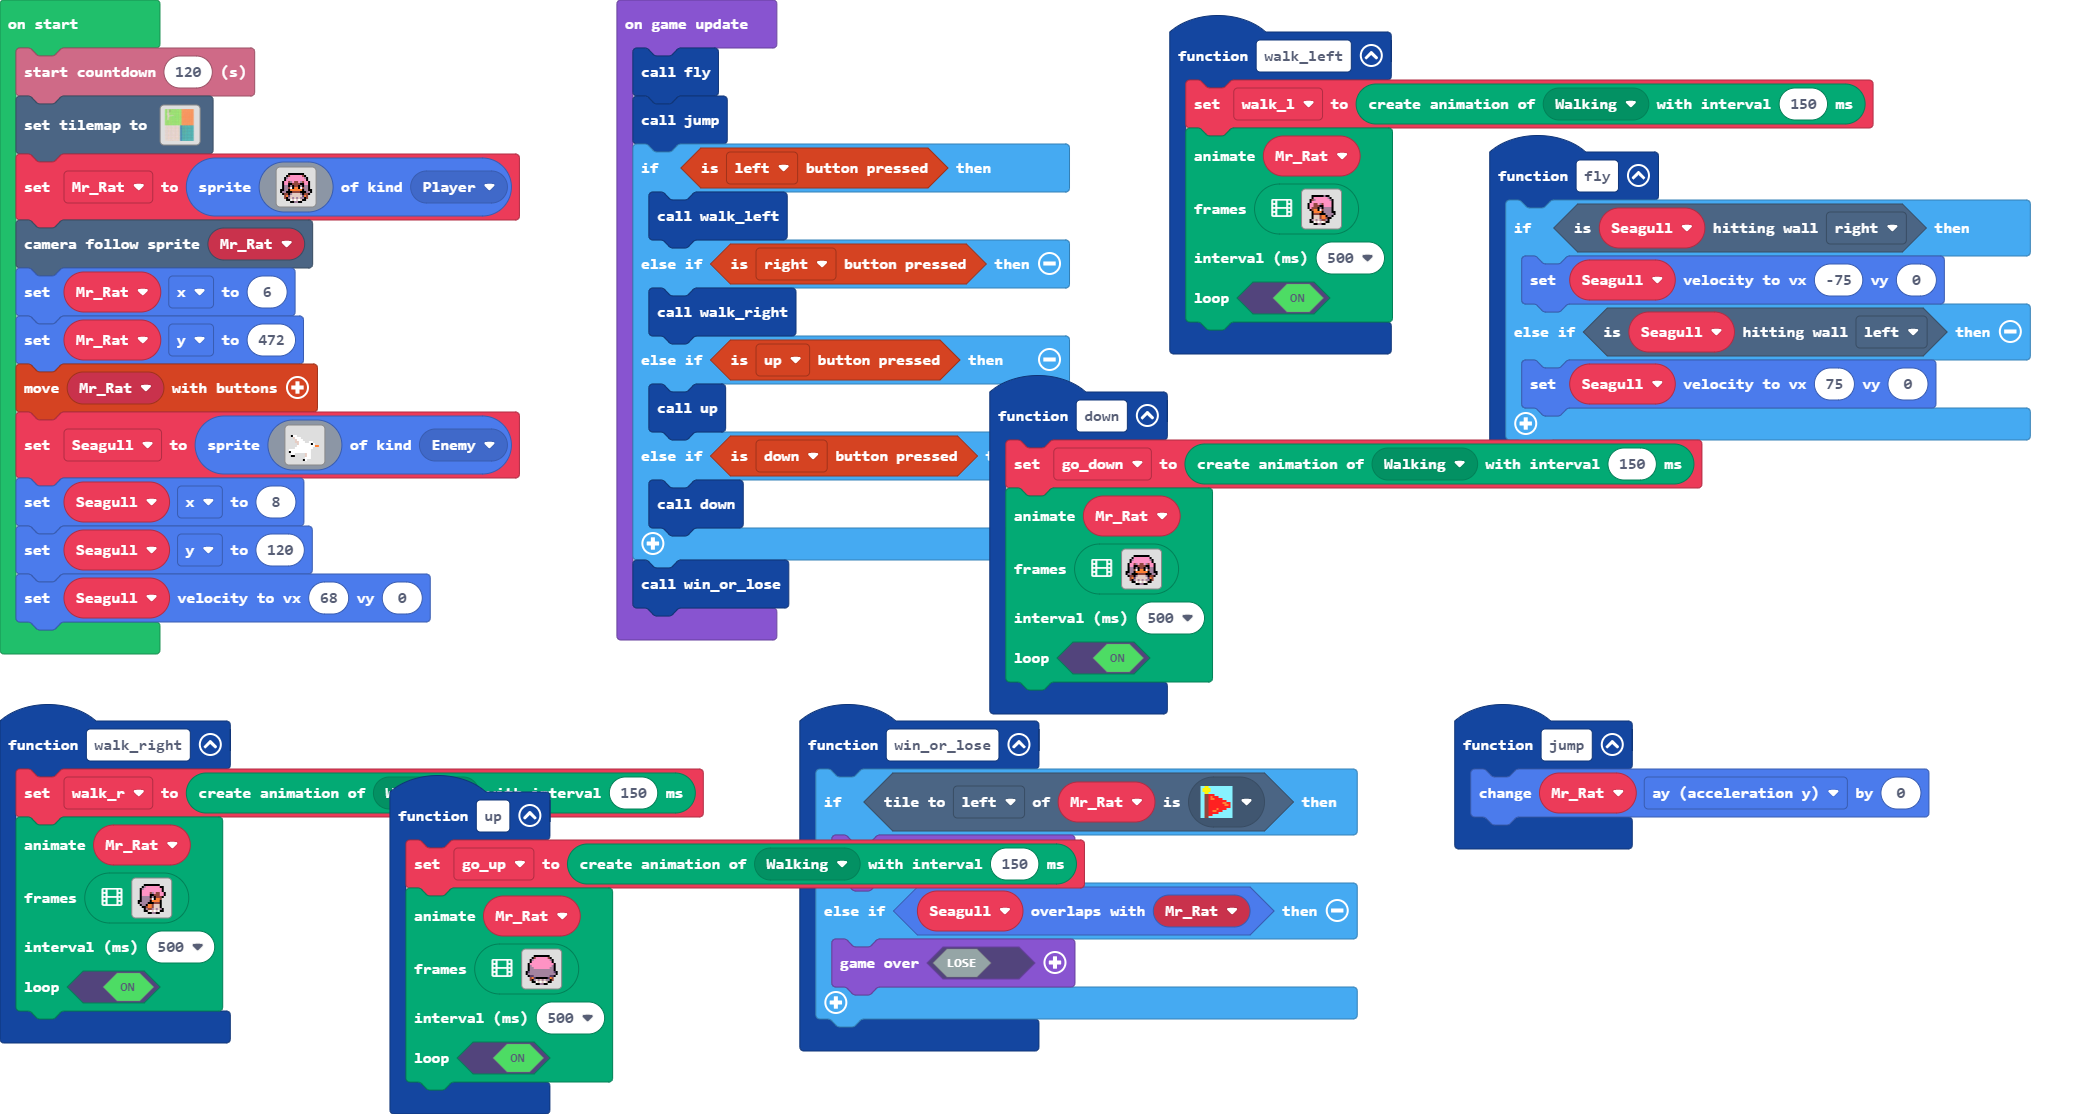 on start
start countdown 120 (s)
set tilemap to
set Mr_Rat to sprite of kind Player
camera follow sprite Mr_Rat
set Mr_Rat x to 6
set Mr_Rat y to 472
move Mr_Rat with buttons
set Seagull to sprite of kind Enemy
set Seagull x to 8
set Seagull y to 120
set Seagull velocity to vx 68 vy 0
on game update
call fly
call jump
if is left button pressed then
call walk_left
else if is right button pressed then
call walk_right
else if is up button pressed then
call up
else if is down button pressed
call down
call win_or_lose
function walk_left
set walk_l to create animation of Walking with interval 150 ms
animate Mr_Rat
frames
interval (ms) 500
loop ON
function fly
if is Seagull hitting wall right then
set Seagull velocity to vx -75 vy 0
else if is Seagull hitting wall left then
set Seagull velocity to vx 75 vy 0
function down
set go_down to create animation of Walking with interval 150 ms
animate Mr_Rat
frames
interval (ms) 500
loop ON
function walk_right
set walk_r to create animation of interval 150 ms
animate Mr_Rat
frames
interval (ms) 500
loop ON
function up
set go_up to create animation of Walking with interval 150 ms
animate Mr_Rat
frames
interval (ms) 500
loop ON
function win_or_lose
if tile to left of Mr_Rat is then
else if Seagull overlaps with Mr_Rat then
game over LOSE
function jump
change Mr_Rat ay (acceleration y) by 0